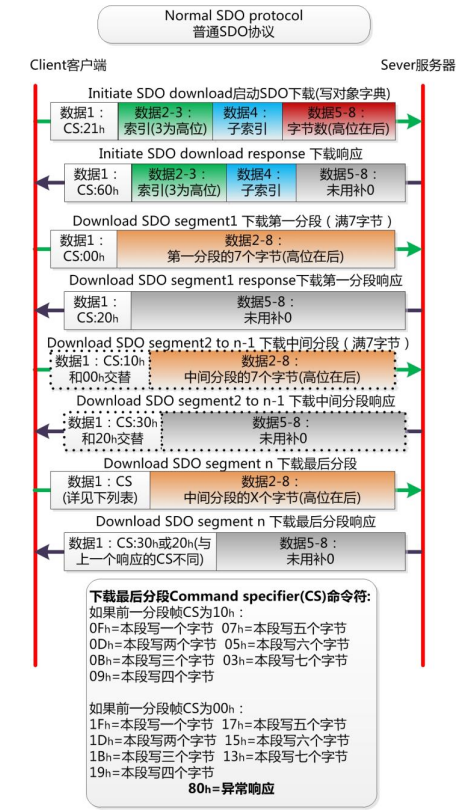 Normal SDO protocol
普通SDO协议
Client客户端
Sever服务器
Initiate SDO download启动SDO下载(写对象字典)
数据1：
CS:21h
数据2-3：
索引(3为高位)
数据4：
子索引
数据5-8：
字节数(高位在后)
Initiate SDO download response 下载响应
数据1：
CS:60h
数据2-3：
索引(3为高位)
数据4：
子索引
数据5-8：
未用补0
Download SDO segment1 下载第一分段（满7字节）
数据1：
CS:00h
数据2-8：
第一分段的7个字节(高位在后)
Download SDO segment1 response下载第一分段响应
数据1：
CS:20h
数据5-8：
未用补0
Download SDO segment2 to n-1 下载中间分段（满7字节）
数据1：CS:10h
和00h交替
数据2-8：
中间分段的7个字节(高位在后)
Download SDO segment2 to n-1 下载中间分段响应
数据1：CS:30h
和20h交替
数据5-8：
未用补0
Download SDO segment n 下载最后分段
数据1：CS
(详见下列表)
数据2-8：
中间分段的X个字节(高位在后)
Download SDO segment n 下载最后分段响应
数据1：CS:30h或20h(与
上一个响应的CS不同)
数据5-8：
未用补0
下载最后分段Command specifier(CS)命令符:
如果前一分段帧CS为10h：
0Fh=本段写一个字节 07h=本段写五个字节
0Dh=本段写两个字节 05h=本段写六个字节
0Bh=本段写三个字节 03h=本段写七个字节
09h=本段写四个字节
如果前一分段帧CS为00h：
1Fh=本段写一个字节 17h=本段写五个字节
1Dh=本段写两个字节 15h=本段写六个字节
1Bh=本段写三个字节 13h=本段写七个字节
19h=本段写四个字节
80h=异常响应